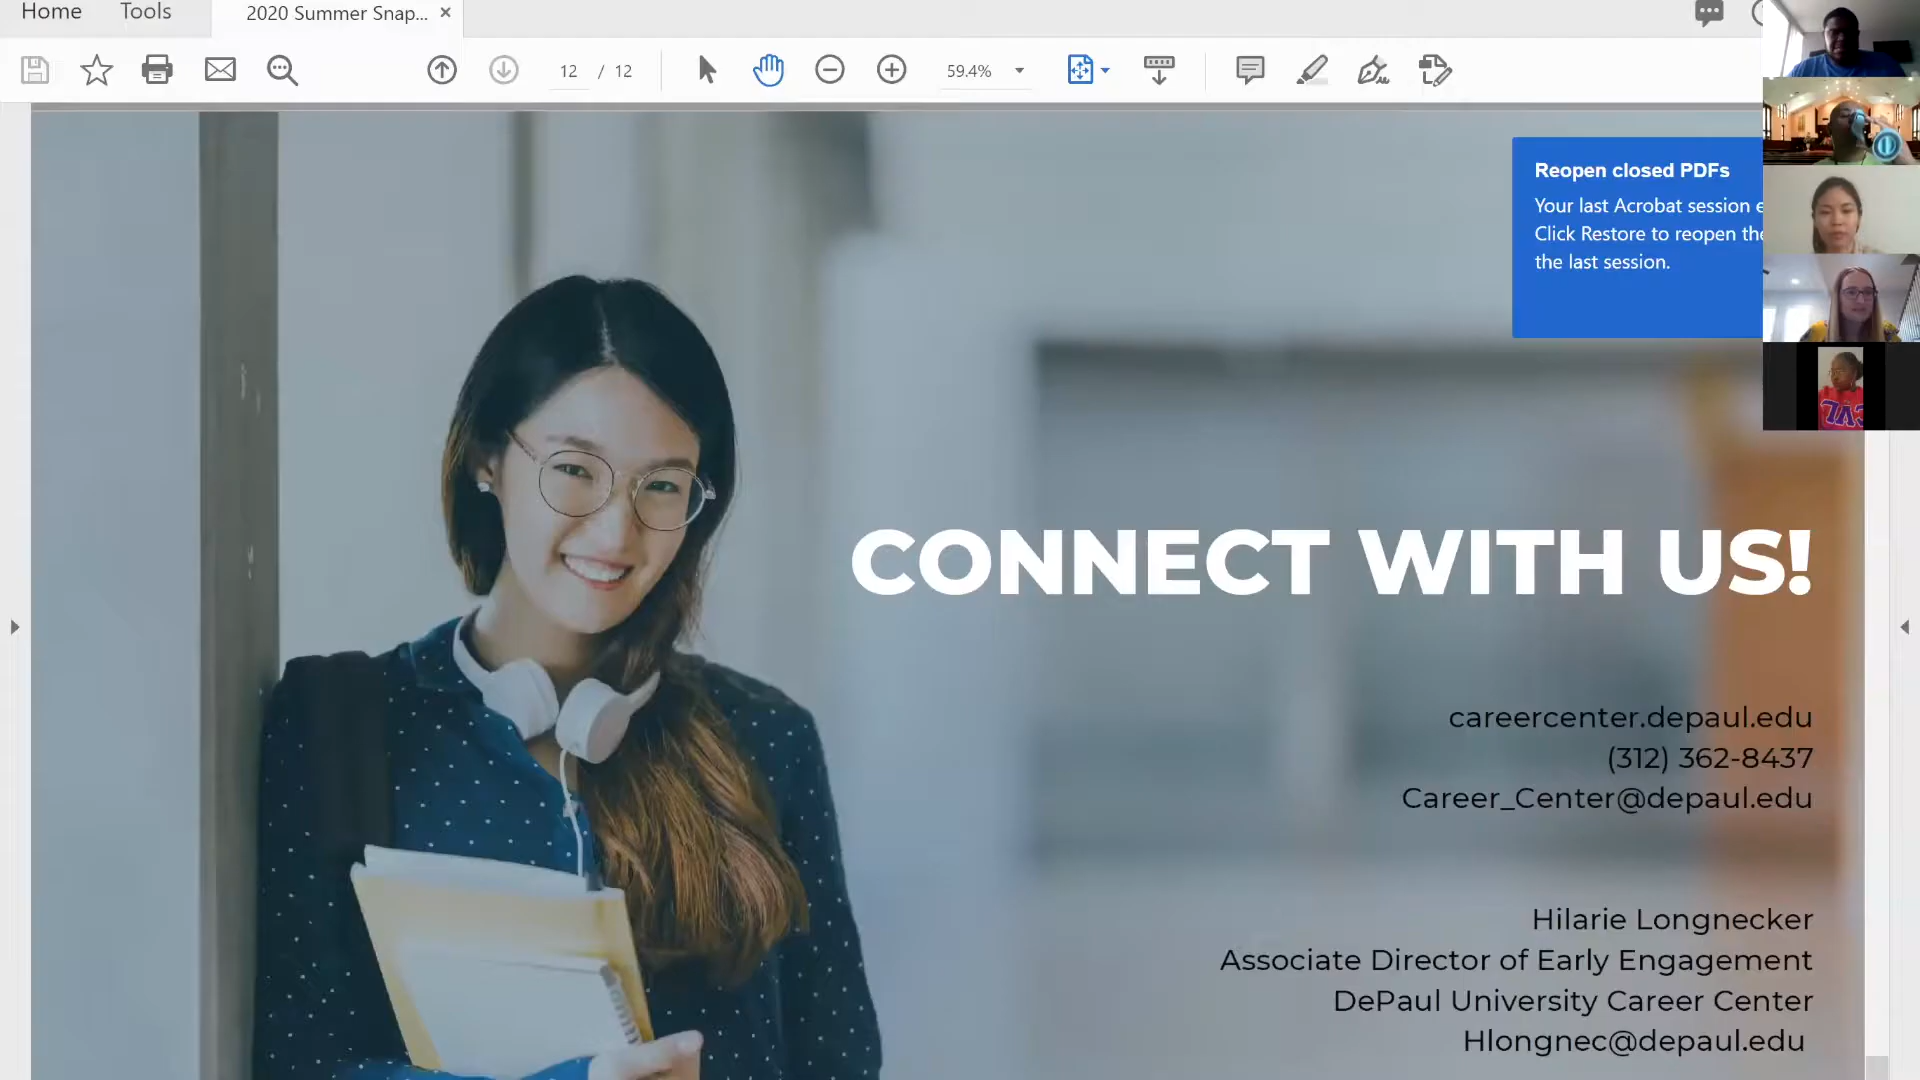 Home
Tools
2020 Summer Snap...
12 / 12
59.4%
Reopen closed PDFs
Your last Acrobat session
Click Restore to reopen the
the last session.
CONNECT WITH US!
careercenter.depaul.edu
(312) 362-8437
Career_Center@depaul.edu
Hilarie Longnecker
Associate Director of Early Engagement
DePaul University Career Center
Hlongnec@depaul.edu